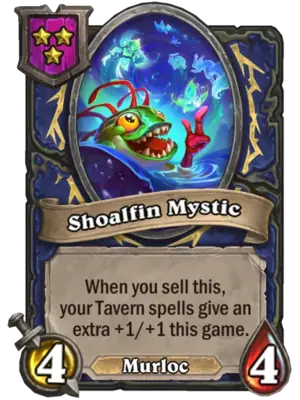 Shoalfin Mystic
When you sell this,
your Tavern spells give an
extra +1/+1 this game.
4
Murloc
4